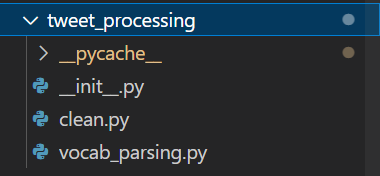 tweet_processing
__pycache__
__init__.py
clean.py
vocab_parsing.py